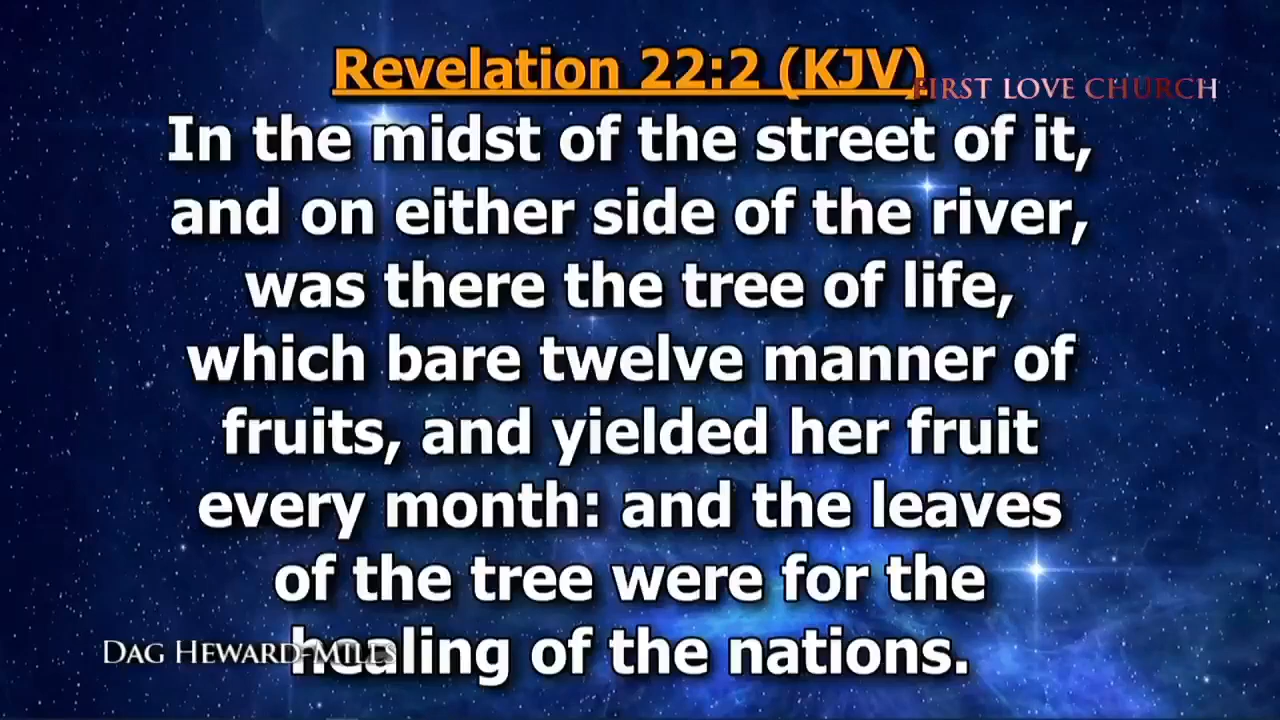 Revelation 22:2 (KJV)
FIRST LOVE CHURCH
In the midst of the street of it,
and on either side of the river,
was there the tree of life,
which bare twelve manner of
fruits, and yielded her fruit
every month: and the leaves
of the tree were for the
healing of the nations.
DAG HEWARD-MILLS